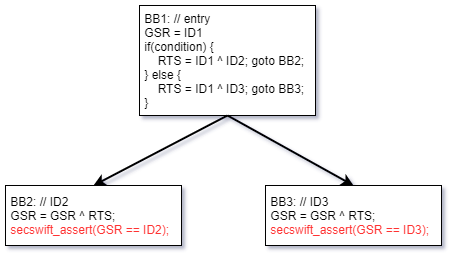 BB1: // entry
GSR = ID1
if(condition) {
RTS = ID1 ^ ID2; goto BB2;
} else {
RTS = ID1 ^ ID3; goto BB3;
}
BB2: // ID2
GSR = GSR ^ RTS;
secswift_assert(GSR == ID2);
BB3: // ID3
GSR = GSR ^ RTS;
secswift_assert(GSR == ID3);